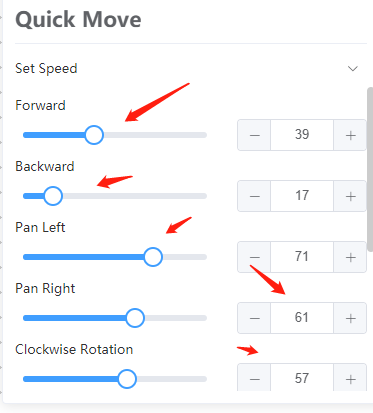 Quick Move
Set Speed
Forward
— 39 +
Backward
— 17 +
Pan Left
— 71 +
Pan Right
— 61 +
Clockwise Rotation
— 57 +